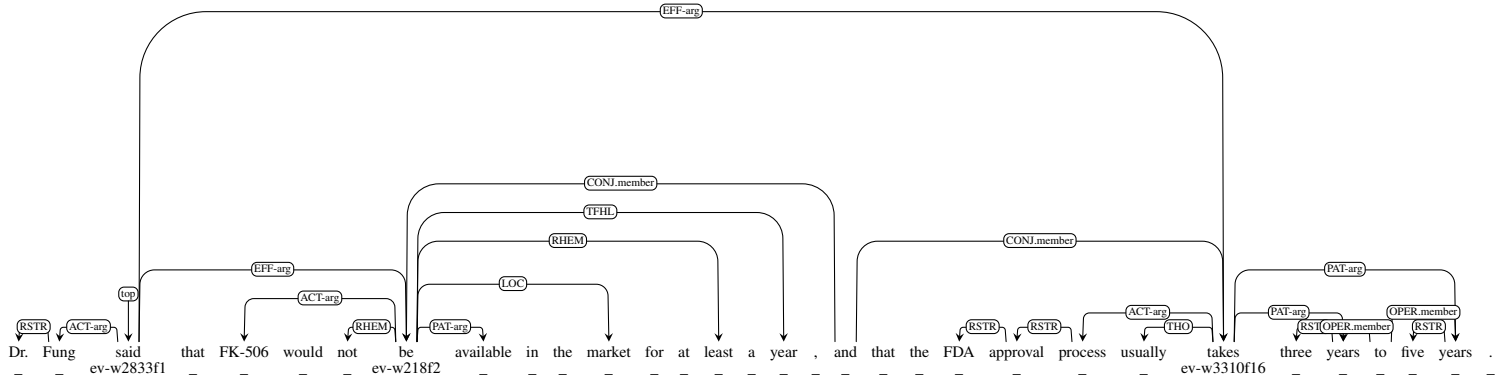 EFF-arg
CONJ.member
TFHL
RHEM CONJ.member
EFF-arg PAT-arg
LOC
top ACT-arg
ACT-arg PAT-arg OPER.member
RSTR ACT-arg RHEM PAT-arg RSTR RSTR THO OPER.member RSTR
Dr. Fung said that FK-506 would not be available in the market for at least a year , and that the FDA approval process usually takes three years to five years .
_ _ ev-w2833f1 _ _ _ _ ev-w218f2 _ _ _ _ _ _ _ _ _ _ _ _ _ _ _ _ _ ev-w3310f16 _ _ _ _ _ _